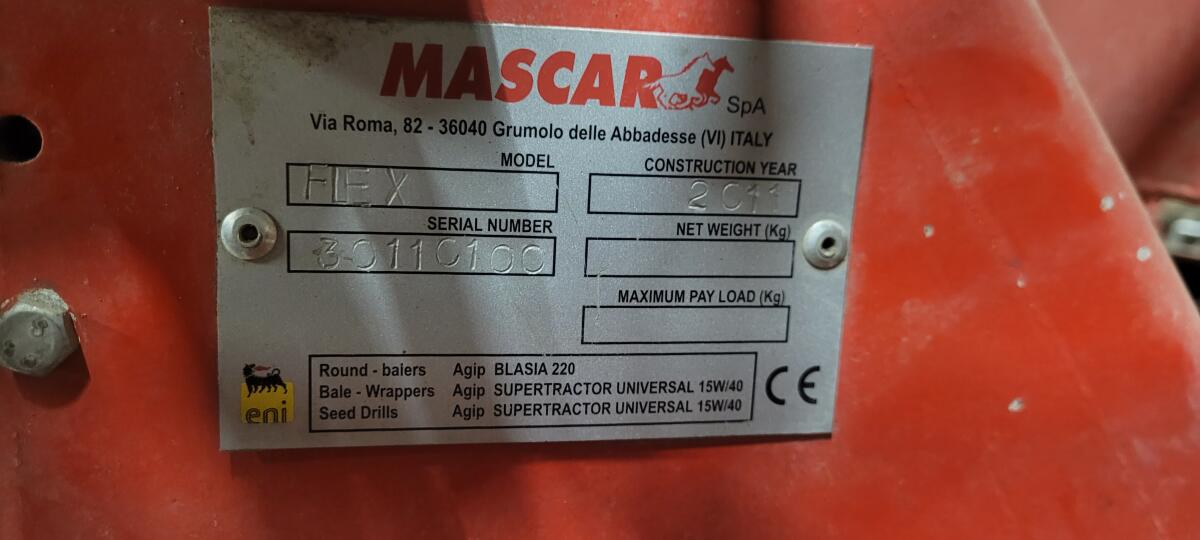 MASCAR SpA
Via Roma, 82 - 36040 Grumolo delle Abbadesse (VI) ITALY
MODEL
FLEX
CONSTRUCTION YEAR
2011
SERIAL NUMBER
30110100
NET WEIGHT (Kg)
MAXIMUM PAY LOAD (Kg)
Round - baiers Agip BLASIA 220
Bale - Wrappers Agip SUPERTRACTOR UNIVERSAL 15W/40
Seed Drills Agip SUPERTRACTOR UNIVERSAL 15W/40
eni
CE